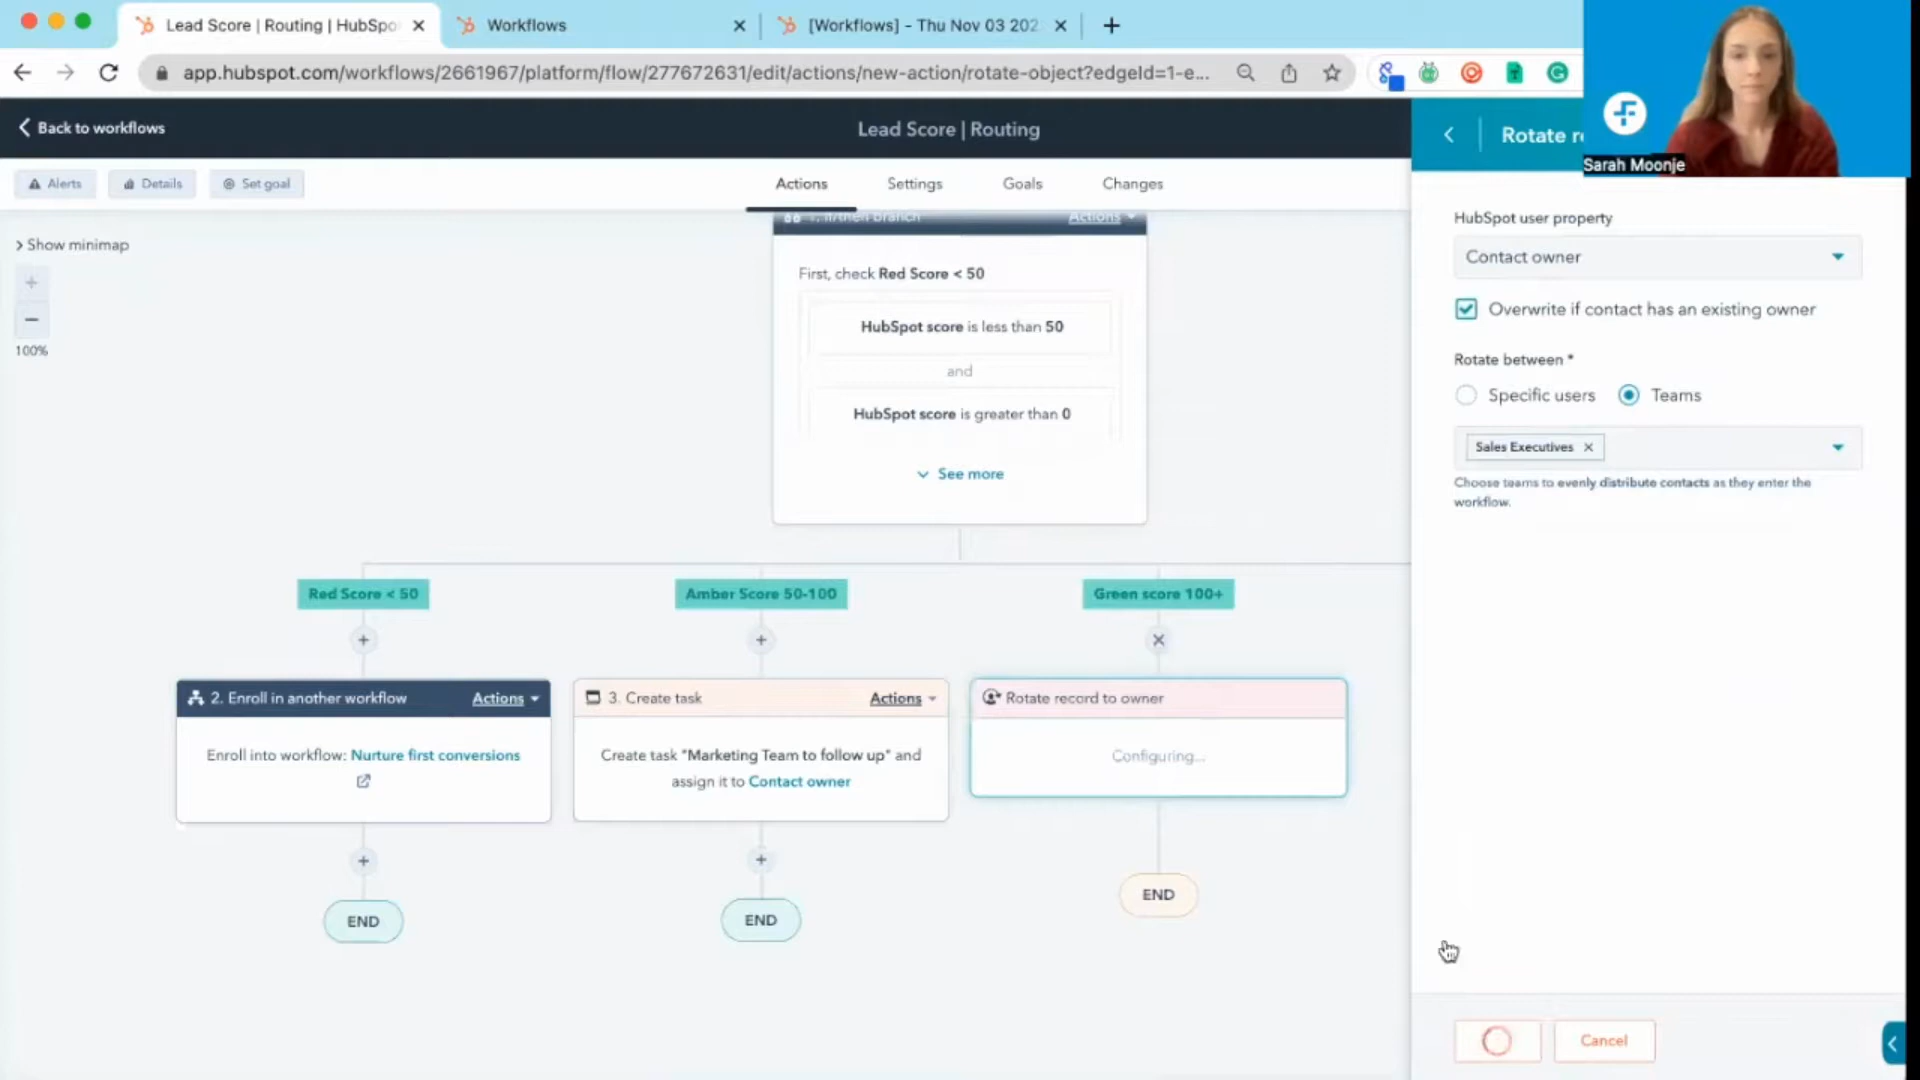 Lead Score | Routing | HubSpo
Workflows
[Workflows] - Thu Nov 03 202
app.hubspot.com/workflows/2661967/platform/flow/277672631/edit/actions/new-action/rotate-object?edgeId=1-e...
Sarah Moonje
Back to workflows
Lead Score | Routing
Rotate re
Alerts
Details
Set goal
Actions
Settings
Goals
Changes
Show minimap
100%
1. If/then branch
Actions
First, check Red Score < 50
HubSpot score is less than 50
and
HubSpot score is greater than 0
See more
Red Score < 50
Amber Score 50-100
Green score 100+
2. Enroll in another workflow
Actions
Enroll into workflow: Nurture first conversions
3. Create task
Actions
Create task "Marketing Team to follow up" and
assign it to Contact owner
Rotate record to owner
Configuring...
END
END
END
HubSpot user property
Contact owner
Overwrite if contact has an existing owner
Rotate between *
Specific users
Teams
Sales Executives
Choose teams to evenly distribute contacts as they enter the
workflow.
Cancel